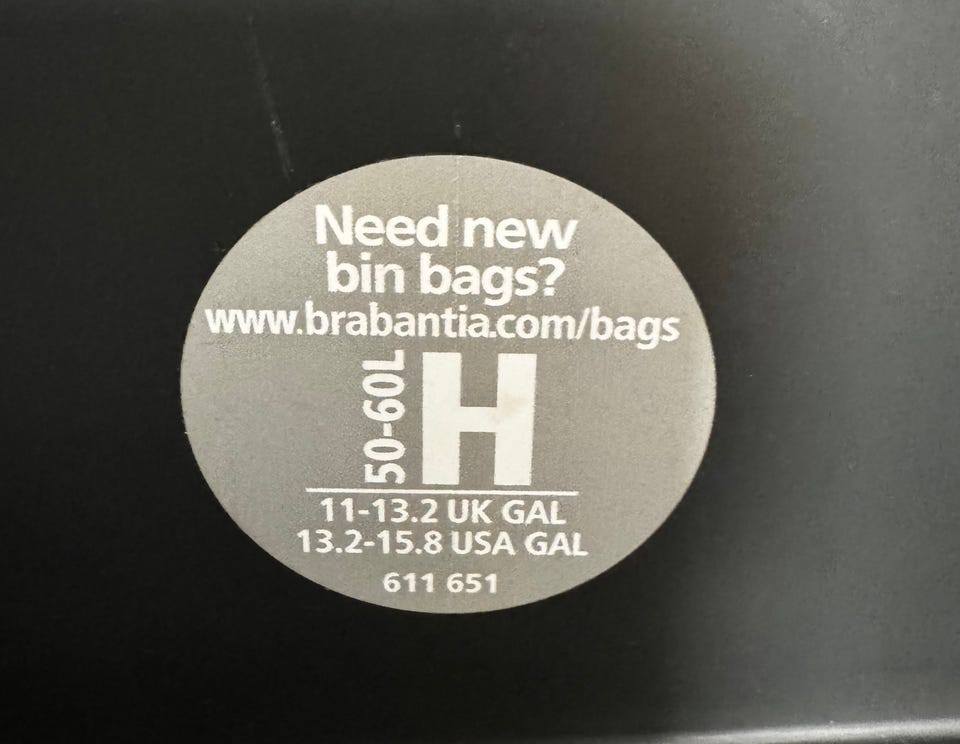 Need new
bin bags?
www.brabantia.com/bags
50-60L
H
11-13.2 UK GAL
13.2-15.8 USA GAL
611 651